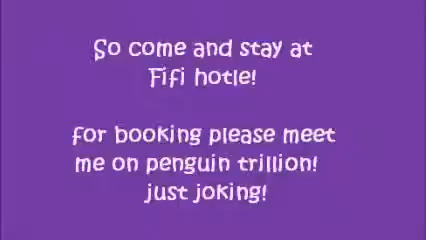 So come and stay at
Fifi hotle!
for booking please meet
me on penguin trillion!
just joking!